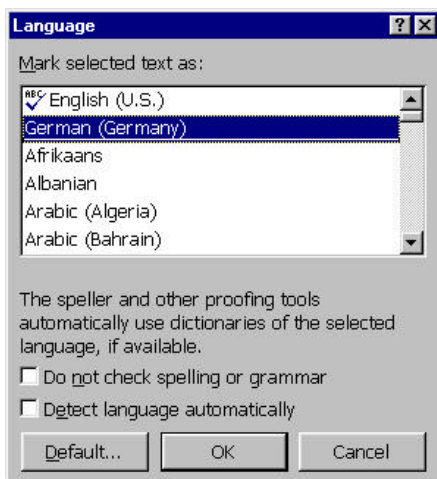 Language
Mark selected text as:
ABC English (U.S.)
German (Germany)
Afrikaans
Albanian
Arabic (Algeria)
Arabic (Bahrain)
The speller and other proofing tools
automatically use dictionaries of the selected
language, if available.
Do not check spelling or grammar
Detect language automatically
Default... OK Cancel